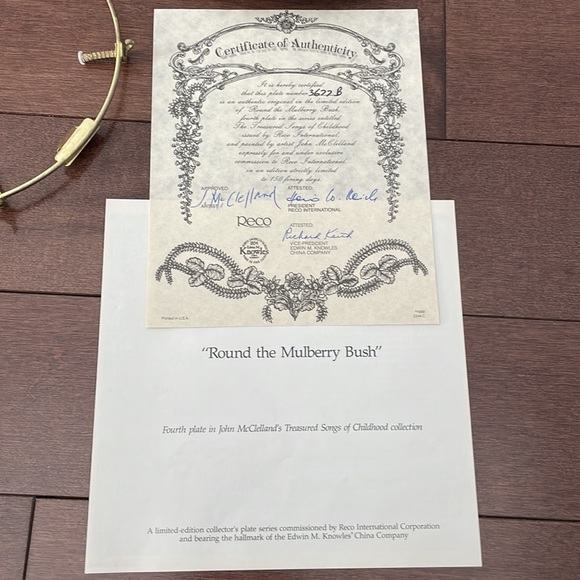 Certificate of Authenticity
It is hereby certified
that this plate number 3622 B
is an authentic original in the limited edition
of "Round the Mulberry Bush,
fourth plate in the series entitled
The Treasured Songs of Childhood
issued by Reco International,
and painted by artist John McClelland
expressly for and under exclusive
commission to Reco International
in an edition strictly limited
to 150 firing days.
APPROVED: ATTESTED:
J. McClelland
ARTIST PRESIDENT
RECO INTERNATIONAL
Reco
ATTESTED:
Richard Keith
Knowles
VICE-PRESIDENT
EDWIN M. KNOWLES
CHINA COMPANY
Printed in U.S.A.
"Round the Mulberry Bush"
Fourth plate in John McClelland's Treasured Songs of Childhood collection
A limited-edition collector's plate series commissioned by Reco International Corporation
and bearing the hallmark of the Edwin M. Knowles' China Company